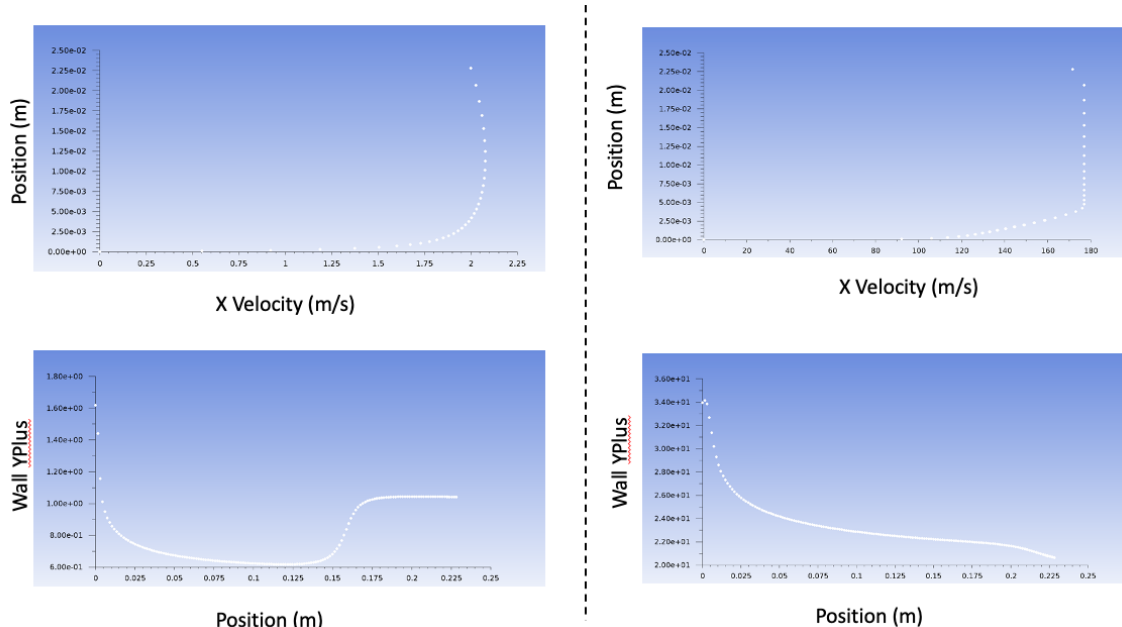 2.50e-02
2.25e-02
2.00e-02
1.75e-02
1.50e-02
1.25e-02
1.00e-02
7.50e-03
5.00e-03
2.50e-03
0.00e+00
0 0.25 0.5 0.75 1 1.25 1.5 1.75 2 2.25
Position (m)
X Velocity (m/s)
2.50e-02
2.25e-02
2.00e-02
1.75e-02
1.50e-02
1.25e-02
1.00e-02
7.50e-03
5.00e-03
2.50e-03
0.00e+00
0 20 40 60 80 100 120 140 160 180
Position (m)
X Velocity (m/s)
1.80e+00
1.60e+00
1.40e+00
1.20e+00
1.00e+00
8.00e-01
6.00e-01
0 0.025 0.05 0.075 0.1 0.125 0.15 0.175 0.2 0.225 0.25
Wall YPlus
Position (m)
3.60e+01
3.40e+01
3.20e+01
3.00e+01
2.80e+01
2.60e+01
2.40e+01
2.20e+01
2.00e+01
0 0.025 0.05 0.075 0.1 0.125 0.15 0.175 0.2 0.225 0.25
Wall YPlus
Position (m)